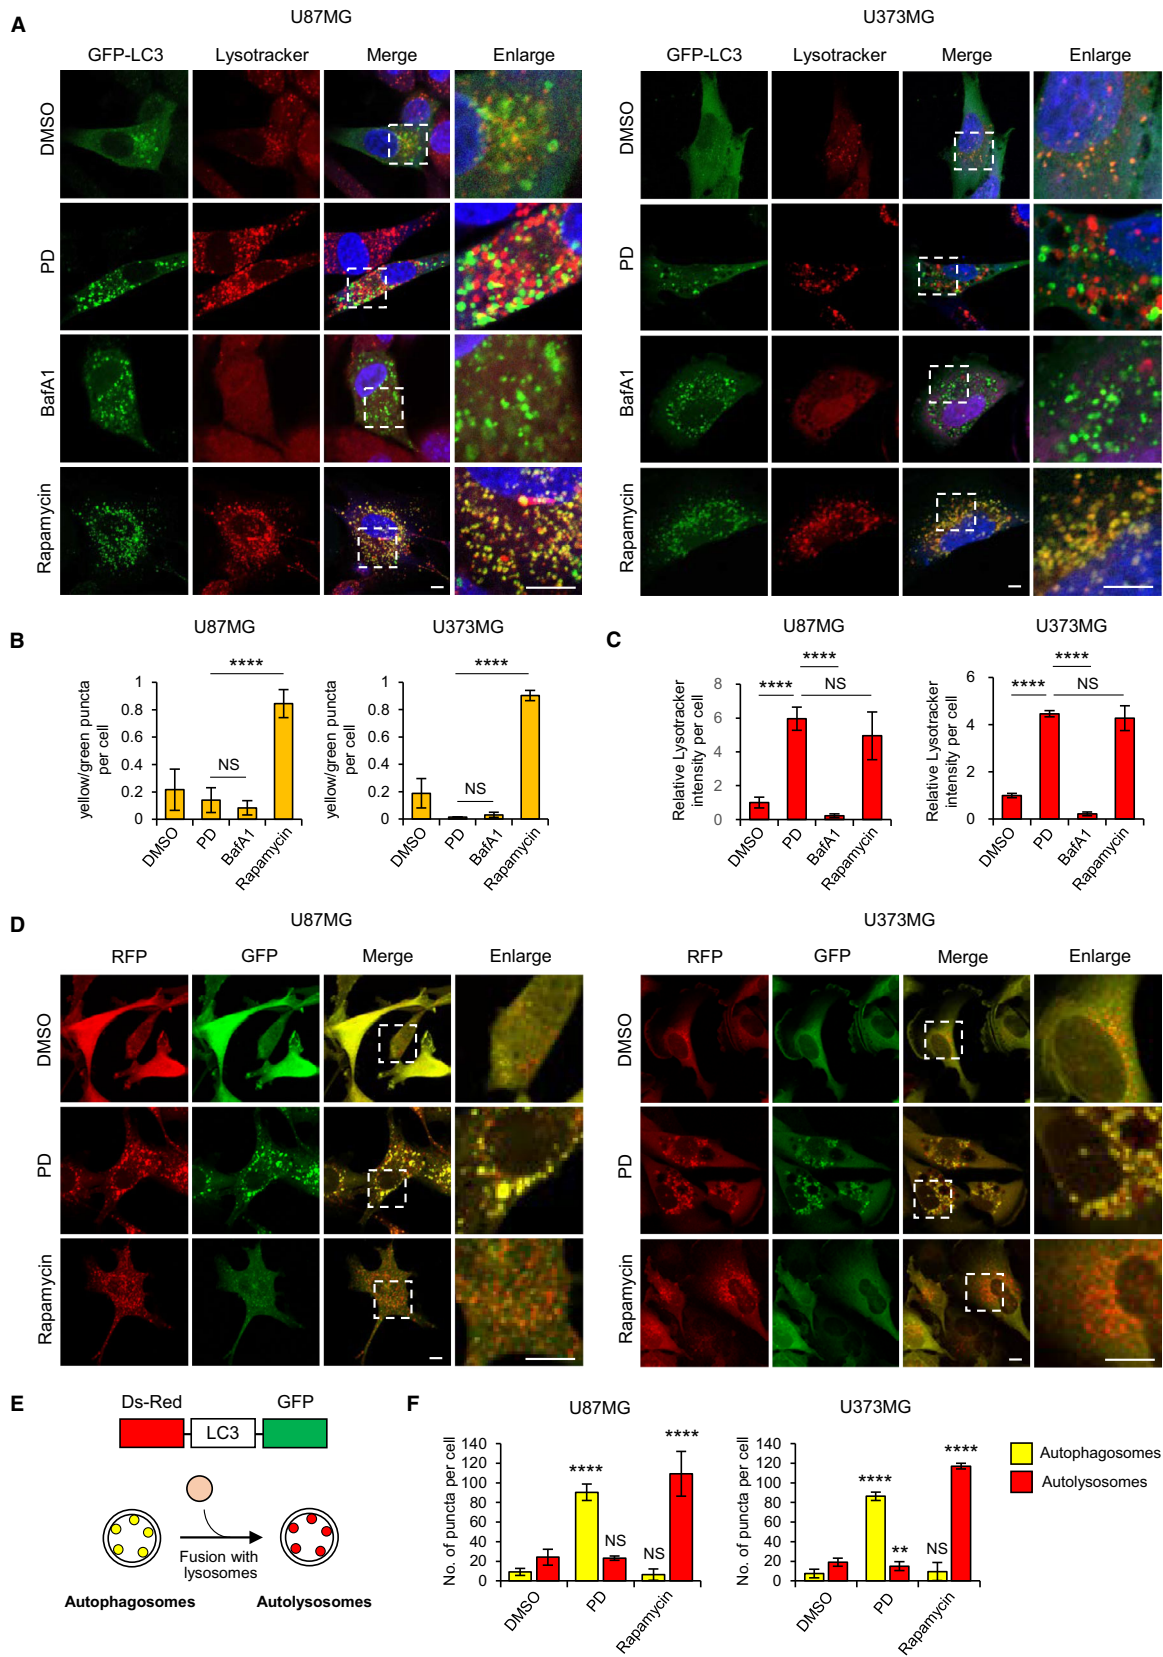 A
U87MG
U373MG
GFP-LC3 Lysotracker Merge Enlarge
GFP-LC3 Lysotracker Merge Enlarge
DMSO
PD
BafA1
Rapamycin
DMSO
PD
BafA1
Rapamycin
B
U87MG
yellow/green puncta
per cell
1
0.8
0.6
0.4
0.2
0
****
NS
DMSO
PD
BafA1
Rapamycin
U373MG
yellow/green puncta
per cell
1
0.8
0.6
0.4
0.2
0
****
NS
DMSO
PD
BafA1
Rapamycin
C
U87MG
Relative Lysotracker
intensity per cell
8
6
4
2
0
****
****
NS
DMSO
PD
BafA1
Rapamycin
U373MG
Relative Lysotracker
intensity per cell
6
4
2
0
****
****
NS
DMSO
PD
BafA1
Rapamycin
D
U87MG
U373MG
RFP GFP Merge Enlarge
RFP GFP Merge Enlarge
DMSO
PD
Rapamycin
DMSO
PD
Rapamycin
E
Ds-Red GFP
LC3
Fusion with
lysosomes
Autophagosomes Autolysosomes
F
U87MG
No. of puncta per cell
140
120
100
80
60
40
20
0
****
NS
NS
****
DMSO
PD
Rapamycin
U373MG
No. of puncta per cell
140
120
100
80
60
40
20
0
****
**
NS
****
DMSO
PD
Rapamycin
Autophagosomes
Autolysosomes